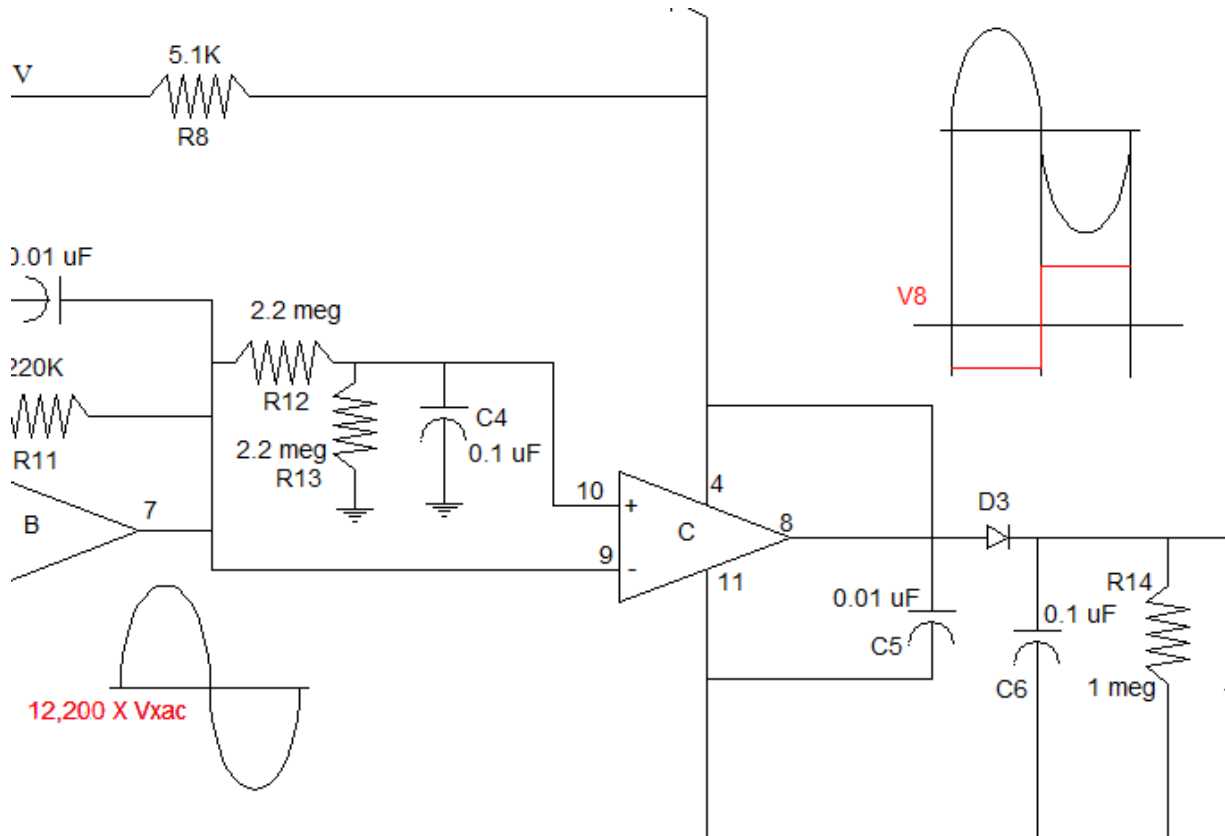 5.1K
V
R8
0.01 uF
V8
2.2 meg
220K
R12
C4
2.2 meg
0.1 uF
R13
R11
4
10
+
D3
7
B
C
8
9
-
11
R14
0.01 uF
0.1 uF
C5
C6
1 meg
12,200 X Vxac